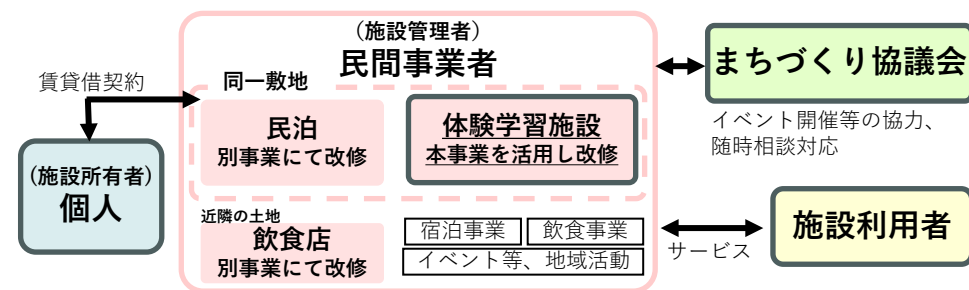 (施設管理者)
民間事業者
賃貸借契約
同一敷地
民泊
別事業にて改修
体験学習施設
本事業を活用し改修
(施設所有者)
個人
近隣の土地
飲食店
別事業にて改修
宿泊事業
飲食事業
イベント等、地域活動
まちづくり協議会
イベント開催等の協力、
随時相談対応
サービス
施設利用者